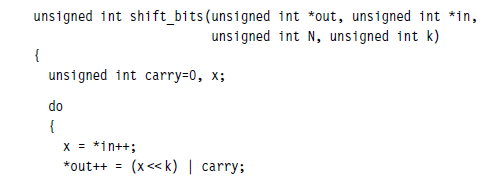 unsigned int shift_bits(unsigned int *out, unsigned int *in,
unsigned int N, unsigned int k)
{
unsigned int carry=0, x;
do
{
x = *in++;
*out++ = (x<<k) | carry;